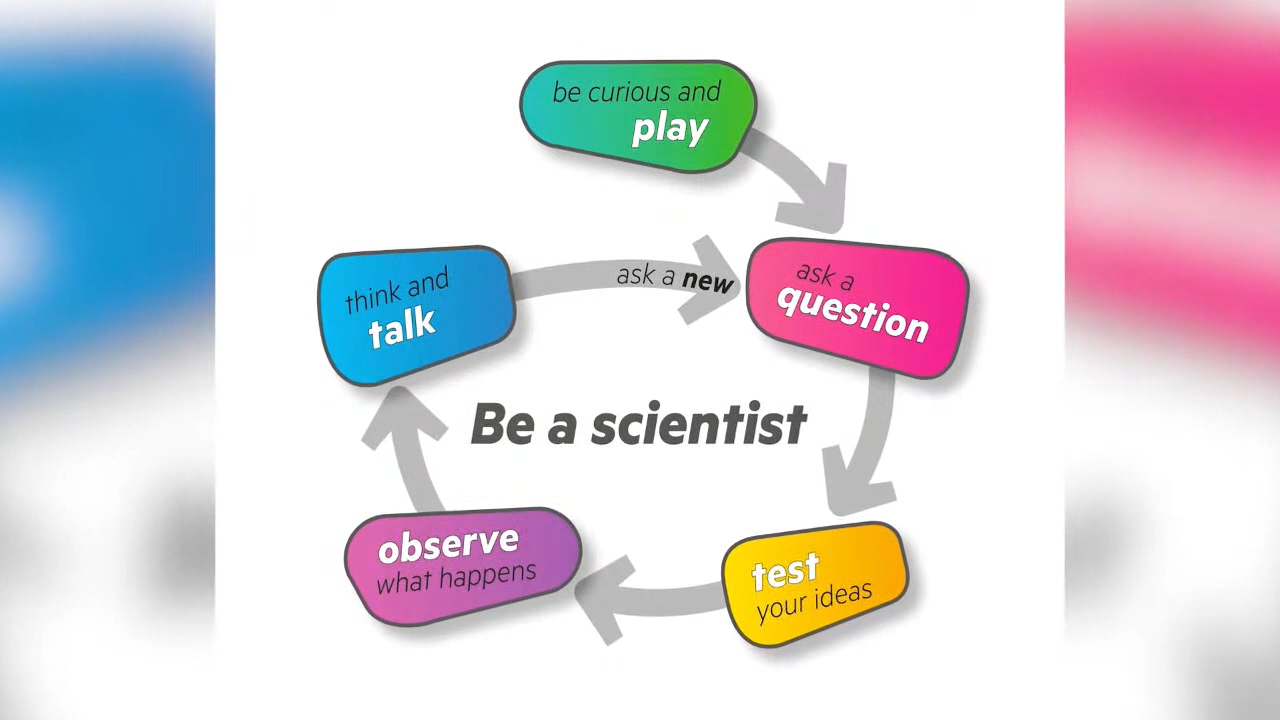 be curious and
play
ask a
question
test
your ideas
observe
what happens
think and
talk
ask a new
Be a scientist